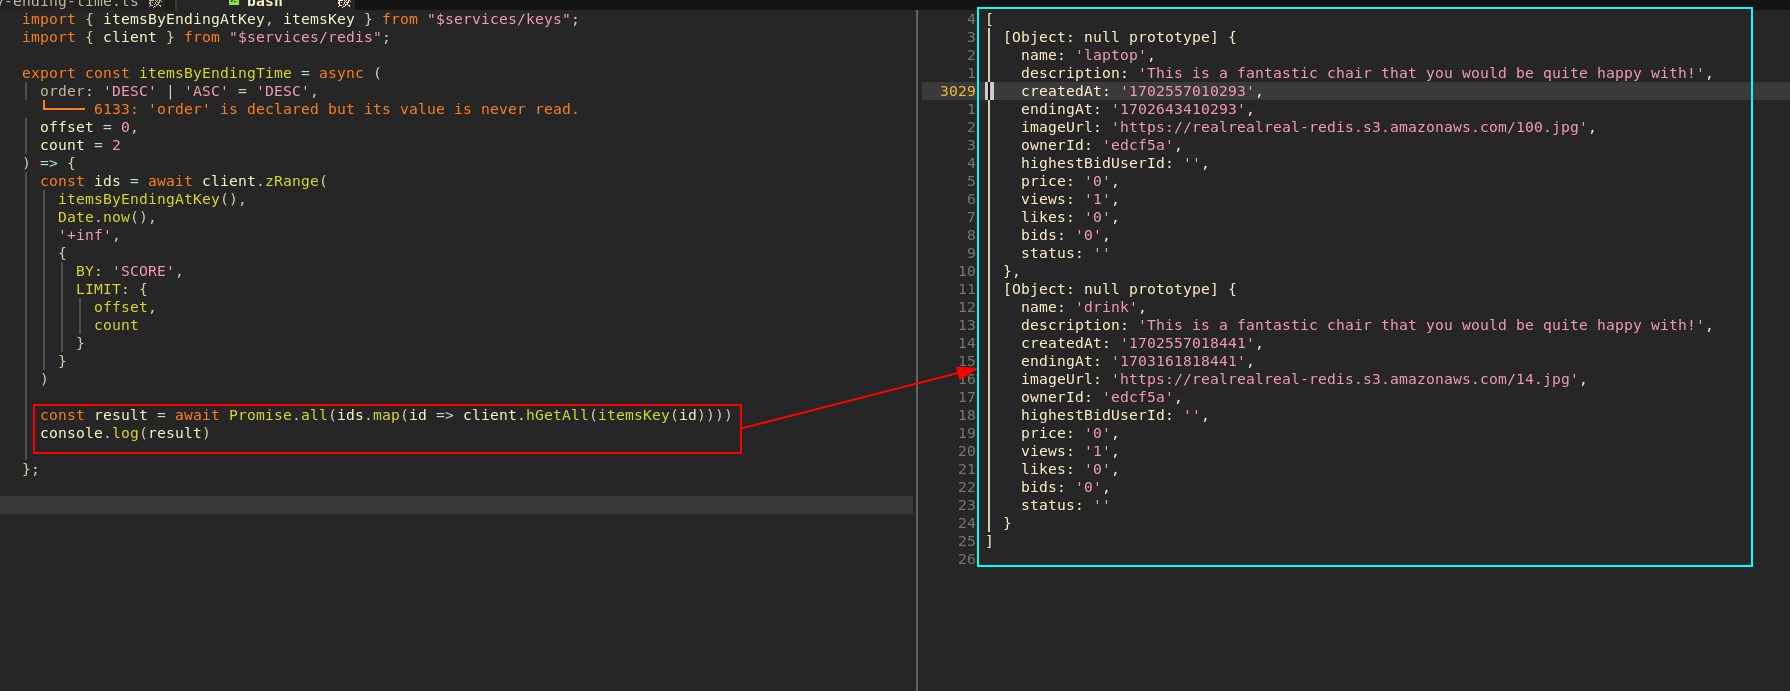 y-ending-time.ts
bash
import { itemsByEndingAtKey, itemsKey } from "$services/keys";
import { client } from "$services/redis";
export const itemsByEndingTime = async (
order: 'DESC' | 'ASC' = 'DESC',
6133: 'order' is declared but its value is never read.
offset = 0,
count = 2
) => {
const ids = await client.zRange(
itemsByEndingAtKey(),
Date.now(),
'+inf',
{
BY: 'SCORE',
LIMIT: {
offset,
count
}
}
)
const result = await Promise.all(ids.map(id => client.hGetAll(itemsKey(id))))
console.log(result)
};
4 [
3 [Object: null prototype] {
2 name: 'laptop',
1 description: 'This is a fantastic chair that you would be quite happy with!',
3029 createdAt: '1702557010293',
1 endingAt: '1702643410293',
2 imageUrl: 'https://realrealreal-redis.s3.amazonaws.com/100.jpg',
3 ownerId: 'edcf5a',
4 highestBidUserId: '',
5 price: '0',
6 views: '1',
7 likes: '0',
8 bids: '0',
9 status: ''
10 },
11 [Object: null prototype] {
12 name: 'drink',
13 description: 'This is a fantastic chair that you would be quite happy with!',
14 createdAt: '1702557018441',
15 endingAt: '1703161818441',
16 imageUrl: 'https://realrealreal-redis.s3.amazonaws.com/14.jpg',
17 ownerId: 'edcf5a',
18 highestBidUserId: '',
19 price: '0',
20 views: '1',
21 likes: '0',
22 bids: '0',
23 status: ''
24 }
25 ]
26